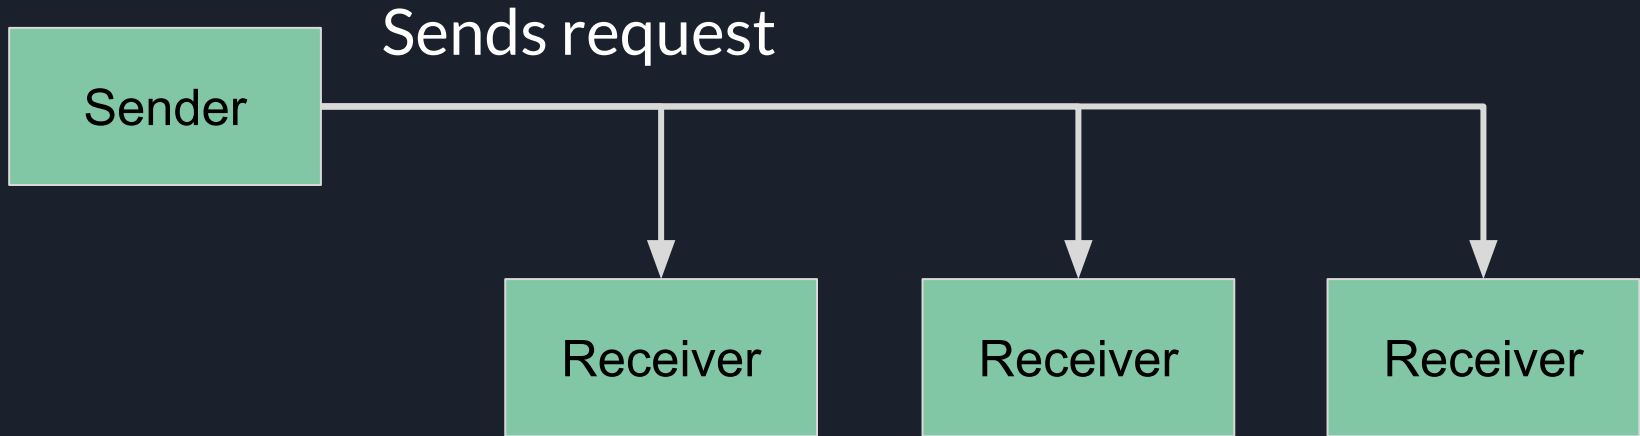 Sends request
Sender
Receiver
Receiver
Receiver